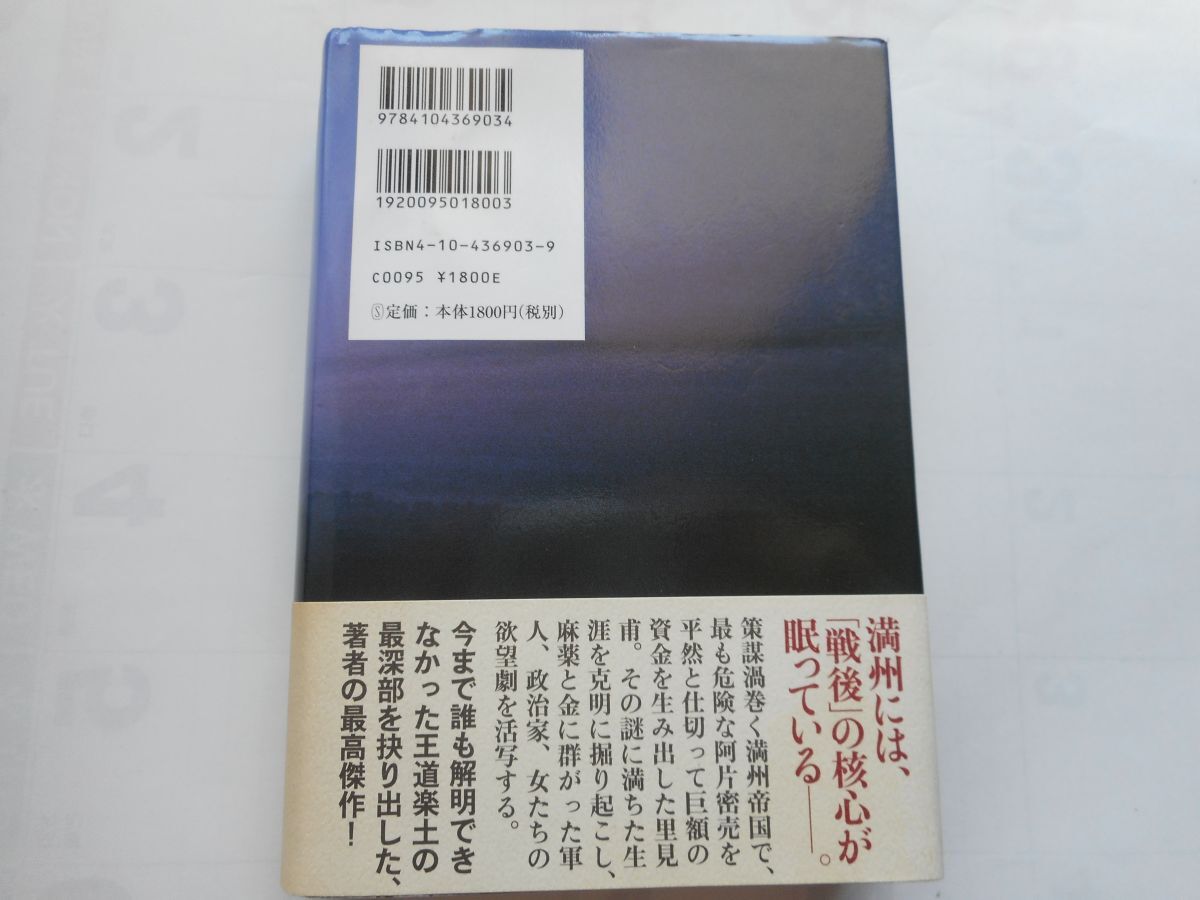 9784104369034
1920095018003
ISBN4-10-436903-9
C0095 ¥1800E
Ⓢ定価：本体1800円(税別)
満州には、
「戦後」の核心が
眠っている――。
策謀渦巻く満州帝国で、
最も危険な阿片密売を
平然と仕切って巨額の
資金を生み出した里見
甫。その謎に満ちた生
涯を克明に掘り起こし、
麻薬と金に群がった軍
人、政治家、女たちの
欲望劇を活写する。
今まで誰も解明でき
なかった王道楽土の
最深部を抉り出した、
著者の最高傑作！
2
3
4
30